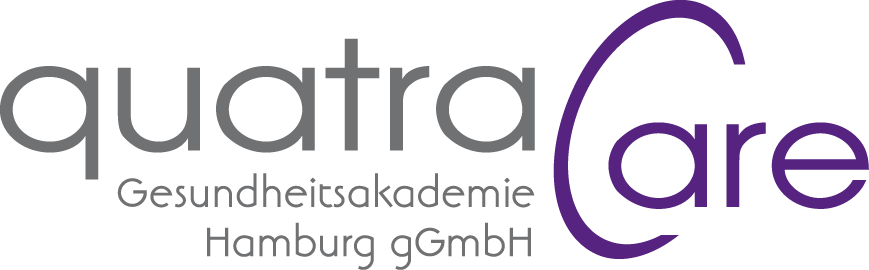 quatraCare
Gesundheitsakademie
Hamburg gGmbH